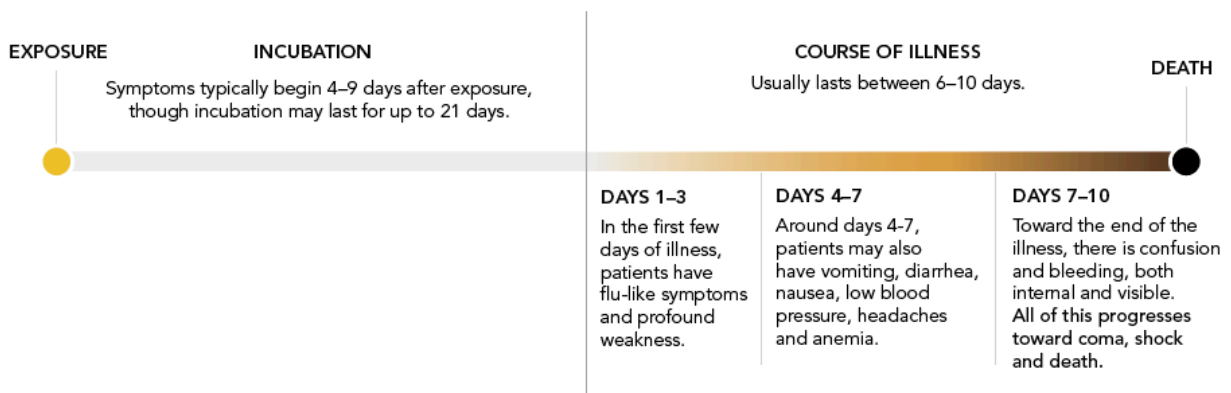 EXPOSURE
INCUBATION
Symptoms typically begin 4–9 days after exposure,
though incubation may last for up to 21 days.
COURSE OF ILLNESS
Usually lasts between 6–10 days.
DEATH
DAYS 1–3
In the first few
days of illness,
patients have
flu-like symptoms
and profound
weakness.
DAYS 4–7
Around days 4-7,
patients may also
have vomiting, diarrhea,
nausea, low blood
pressure, headaches
and anemia.
DAYS 7–10
Toward the end of the
illness, there is confusion
and bleeding, both
internal and visible.
All of this progresses
toward coma, shock
and death.